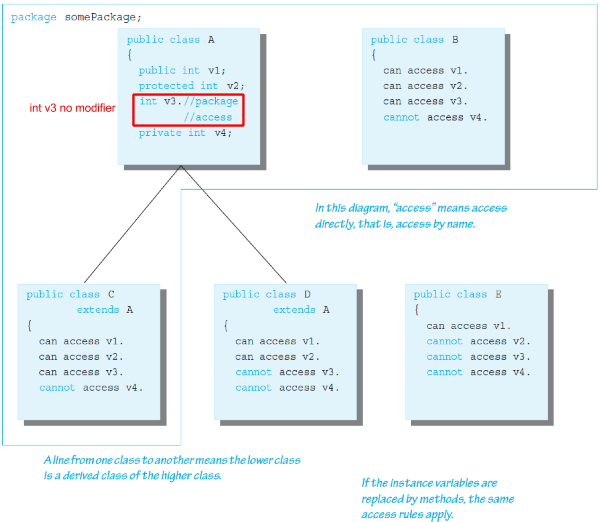 package somePackage;
public class A
{
public int v1;
protected int v2;
int v3.//package
//access
private int v4;
int v3 no modifier
public class B
{
can access v1.
can access v2.
can access v3.
cannot access v4.
In this diagram, “access” means access
directly, that is, access by name.
public class C
extends A
{
can access v1.
can access v2.
can access v3.
cannot access v4.
public class D
extends A
{
can access v1.
can access v2.
cannot access v3.
cannot access v4.
public class E
{
can access v1.
cannot access v2.
cannot access v3.
cannot access v4.
A line from one class to another means the lower class
is a derived class of the higher class.
If the instance variables are
replaced by methods, the same
access rules apply.